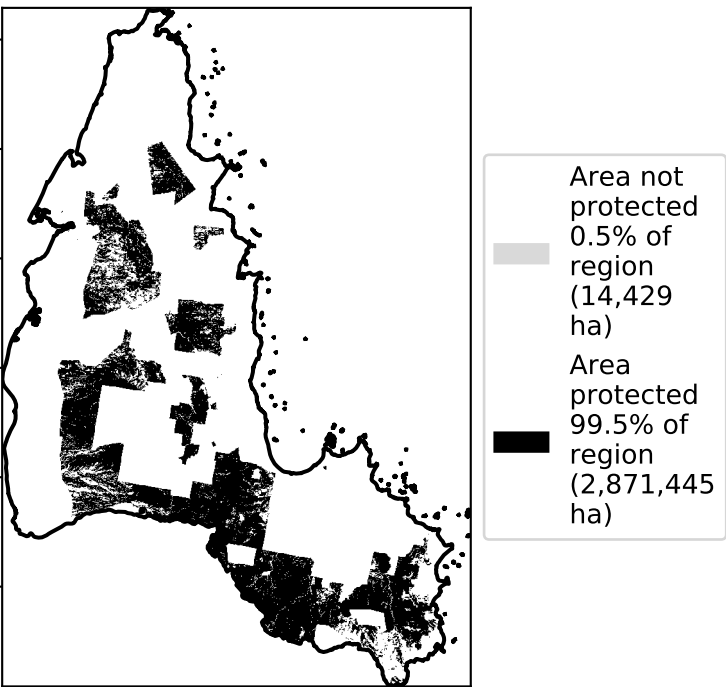 Area not
protected
0.5% of
region
(14,429
ha)
Area
protected
99.5% of
region
(2,871,445
ha)